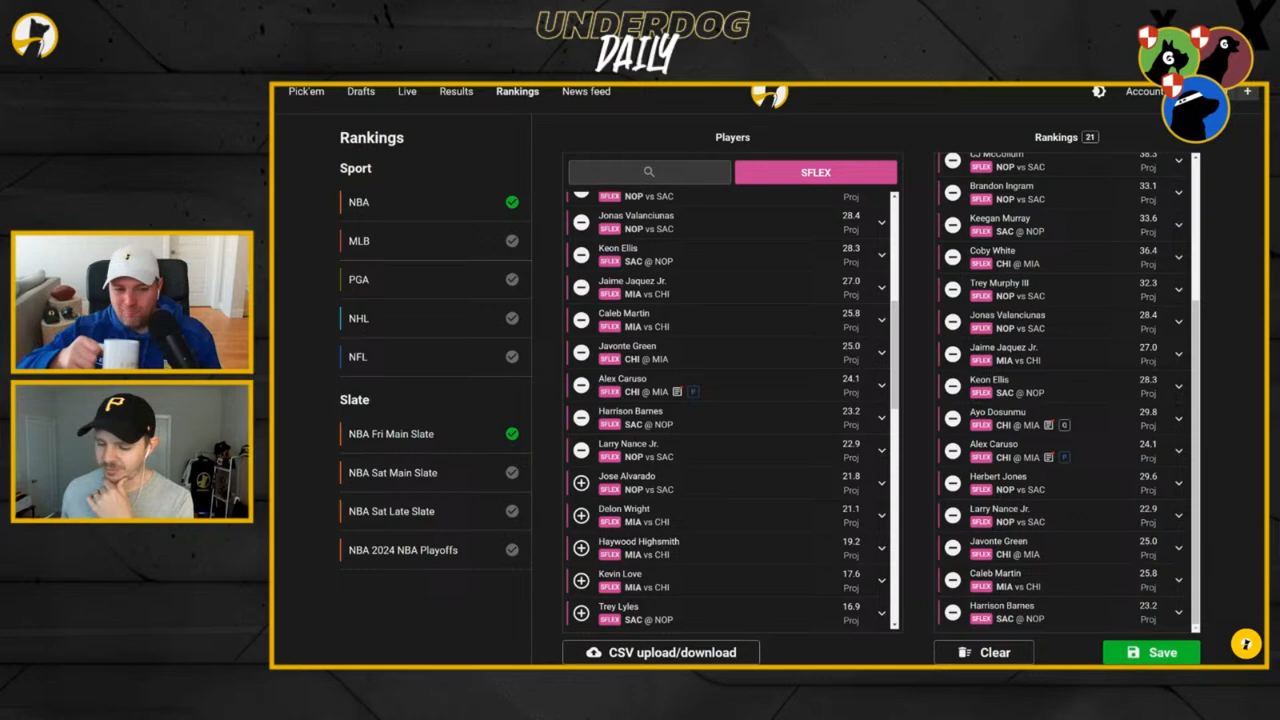 UNDERDOG
DAILY
G
G
Pick'em Drafts Live Results Rankings News feed Account +
Rankings
Sport
NBA
MLB
PGA
NHL
NFL
Slate
NBA Fri Main Slate
NBA Sat Main Slate
NBA Sat Late Slate
NBA 2024 NBA Playoffs
Players
SFLEX
SFLEX NOP vs SAC Proj
Jonas Valanciunas 28.4
SFLEX NOP vs SAC Proj
Keon Ellis 28.3
SFLEX SAC @ NOP Proj
Jaime Jaquez Jr. 27.0
SFLEX MIA vs CHI Proj
Caleb Martin 25.8
SFLEX MIA vs CHI Proj
Javonte Green 25.0
SFLEX CHI @ MIA Proj
Alex Caruso 24.1
SFLEX CHI @ MIA P Proj
Harrison Barnes 23.2
SFLEX SAC @ NOP Proj
Larry Nance Jr. 22.9
SFLEX NOP vs SAC Proj
Jose Alvarado 21.8
SFLEX NOP vs SAC Proj
Delon Wright 21.1
SFLEX MIA vs CHI Proj
Haywood Highsmith 19.2
SFLEX MIA vs CHI Proj
Kevin Love 17.6
SFLEX MIA vs CHI Proj
Trey Lyles 16.9
SFLEX SAC @ NOP Proj
CSV upload/download
Rankings 21
CJ McCollum 38.3
SFLEX NOP vs SAC Proj
Brandon Ingram 33.1
SFLEX NOP vs SAC Proj
Keegan Murray 33.6
SFLEX SAC @ NOP Proj
Coby White 36.4
SFLEX CHI @ MIA Proj
Trey Murphy III 32.3
SFLEX NOP vs SAC Proj
Jonas Valanciunas 28.4
SFLEX NOP vs SAC Proj
Jaime Jaquez Jr. 27.0
SFLEX MIA vs CHI Proj
Keon Ellis 28.3
SFLEX SAC @ NOP Proj
Ayo Dosunmu 29.8
SFLEX CHI @ MIA Q Proj
Alex Caruso 24.1
SFLEX CHI @ MIA P Proj
Herbert Jones 29.6
SFLEX NOP vs SAC Proj
Larry Nance Jr. 22.9
SFLEX NOP vs SAC Proj
Javonte Green 25.0
SFLEX CHI @ MIA Proj
Caleb Martin 25.8
SFLEX MIA vs CHI Proj
Harrison Barnes 23.2
SFLEX SAC @ NOP Proj
Clear
Save
P